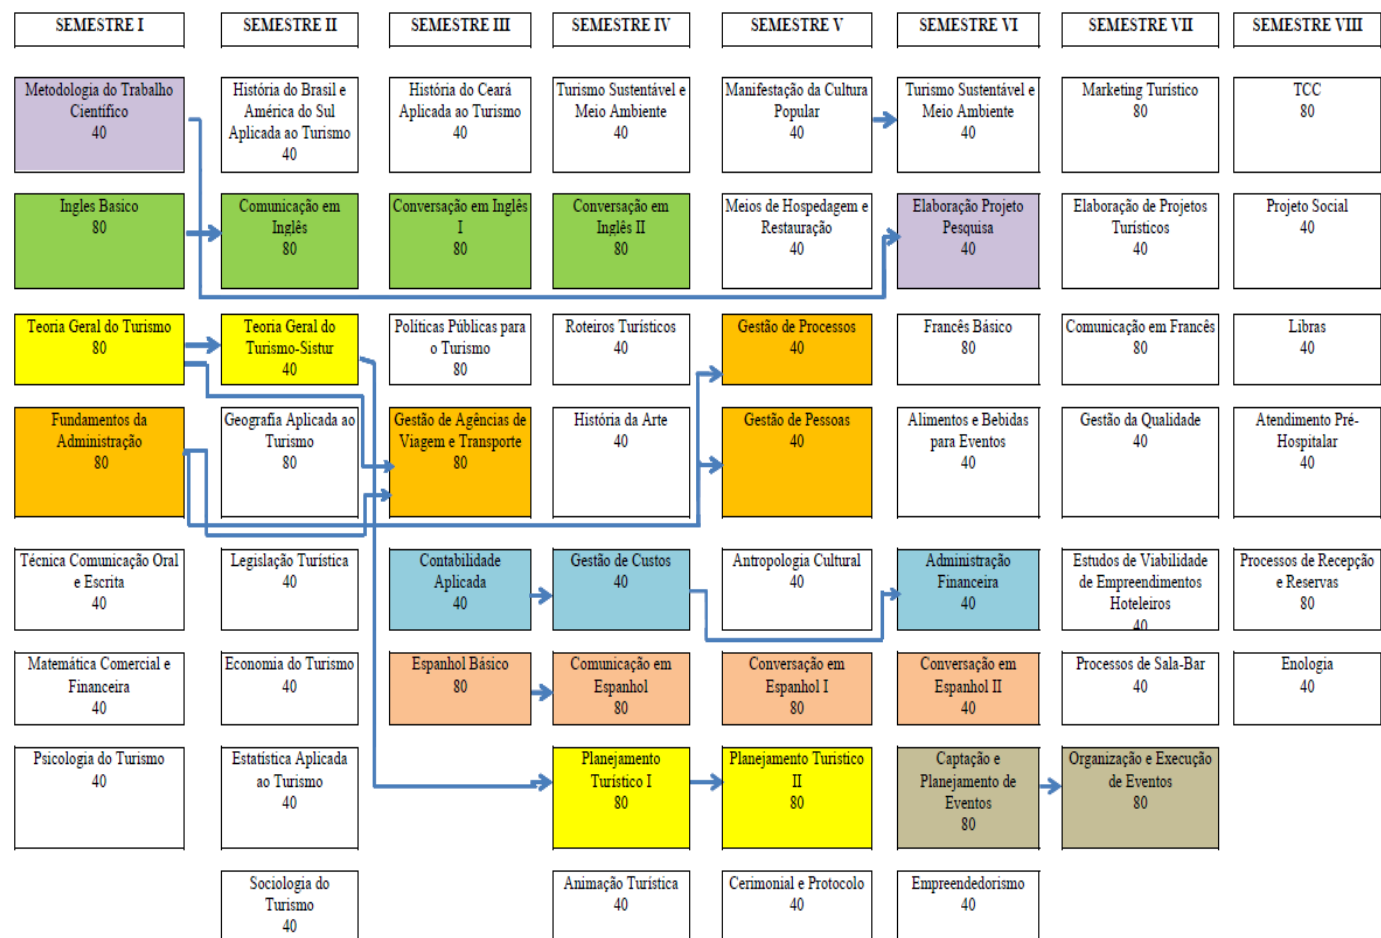 SEMESTRE I
SEMESTRE II
SEMESTRE III
SEMESTRE IV
SEMESTRE V
SEMESTRE VI
SEMESTRE VII
SEMESTRE VIII
Metodologia do Trabalho
Científico
40
História do Brasil e
América do Sul
Aplicada ao Turismo
40
História do Ceará
Aplicada ao Turismo
40
Turismo Sustentável e
Meio Ambiente
40
Manifestação da Cultura
Popular
40
Turismo Sustentável e
Meio Ambiente
40
Marketing Turístico
80
TCC
80
Ingles Basico
80
Comunicação em
Inglês
80
Conversação em Inglês
I
80
Conversação em
Inglês II
80
Meios de Hospedagem e
Restauração
40
Elaboração Projeto
Pesquisa
40
Elaboração de Projetos
Turísticos
40
Projeto Social
40
Teoria Geral do Turismo
80
Teoria Geral do
Turismo-Sistur
40
Políticas Públicas para
o Turismo
80
Roteiros Turísticos
40
Gestão de Processos
40
Francês Básico
80
Comunicação em Francês
80
Libras
40
Fundamentos da
Administração
80
Geografia Aplicada ao
Turismo
80
Gestão de Agências de
Viagem e Transporte
80
História da Arte
40
Gestão de Pessoas
40
Alimentos e Bebidas
para Eventos
40
Gestão da Qualidade
40
Atendimento Pré-
Hospitalar
40
Técnica Comunicação Oral
e Escrita
40
Legislação Turística
40
Contabilidade
Aplicada
40
Gestão de Custos
40
Antropologia Cultural
40
Administração
Financeira
40
Estudos de Viabilidade
de Empreendimentos
Hoteleiros
40
Processos de Recepção
e Reservas
80
Matemática Comercial e
Financeira
40
Economia do Turismo
40
Espanhol Básico
80
Comunicação em
Espanhol
80
Conversação em
Espanhol I
80
Conversação em
Espanhol II
40
Processos de Sala-Bar
40
Enologia
40
Psicologia do Turismo
40
Estatística Aplicada
ao Turismo
40
Planejamento
Turístico I
80
Planejamento Turístico
II
80
Captação e
Planejamento de
Eventos
80
Organização e Execução
de Eventos
80
Sociologia do
Turismo
40
Animação Turística
40
Cerimonial e Protocolo
40
Empreendedorismo
40